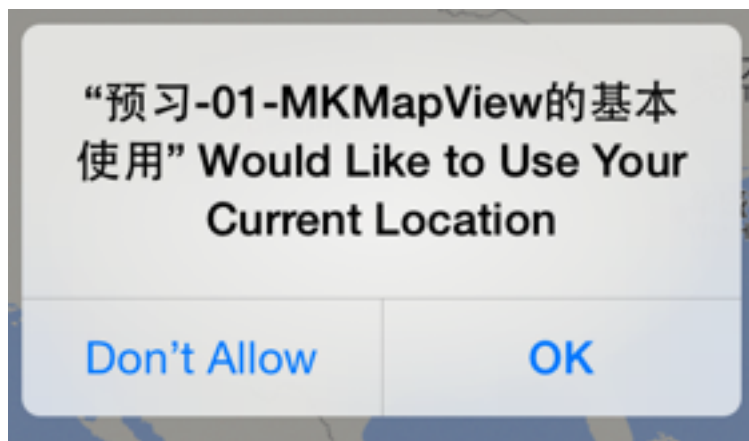 “预习-01-MKMapView的基本
使用” Would Like to Use Your
Current Location
Don't Allow
OK